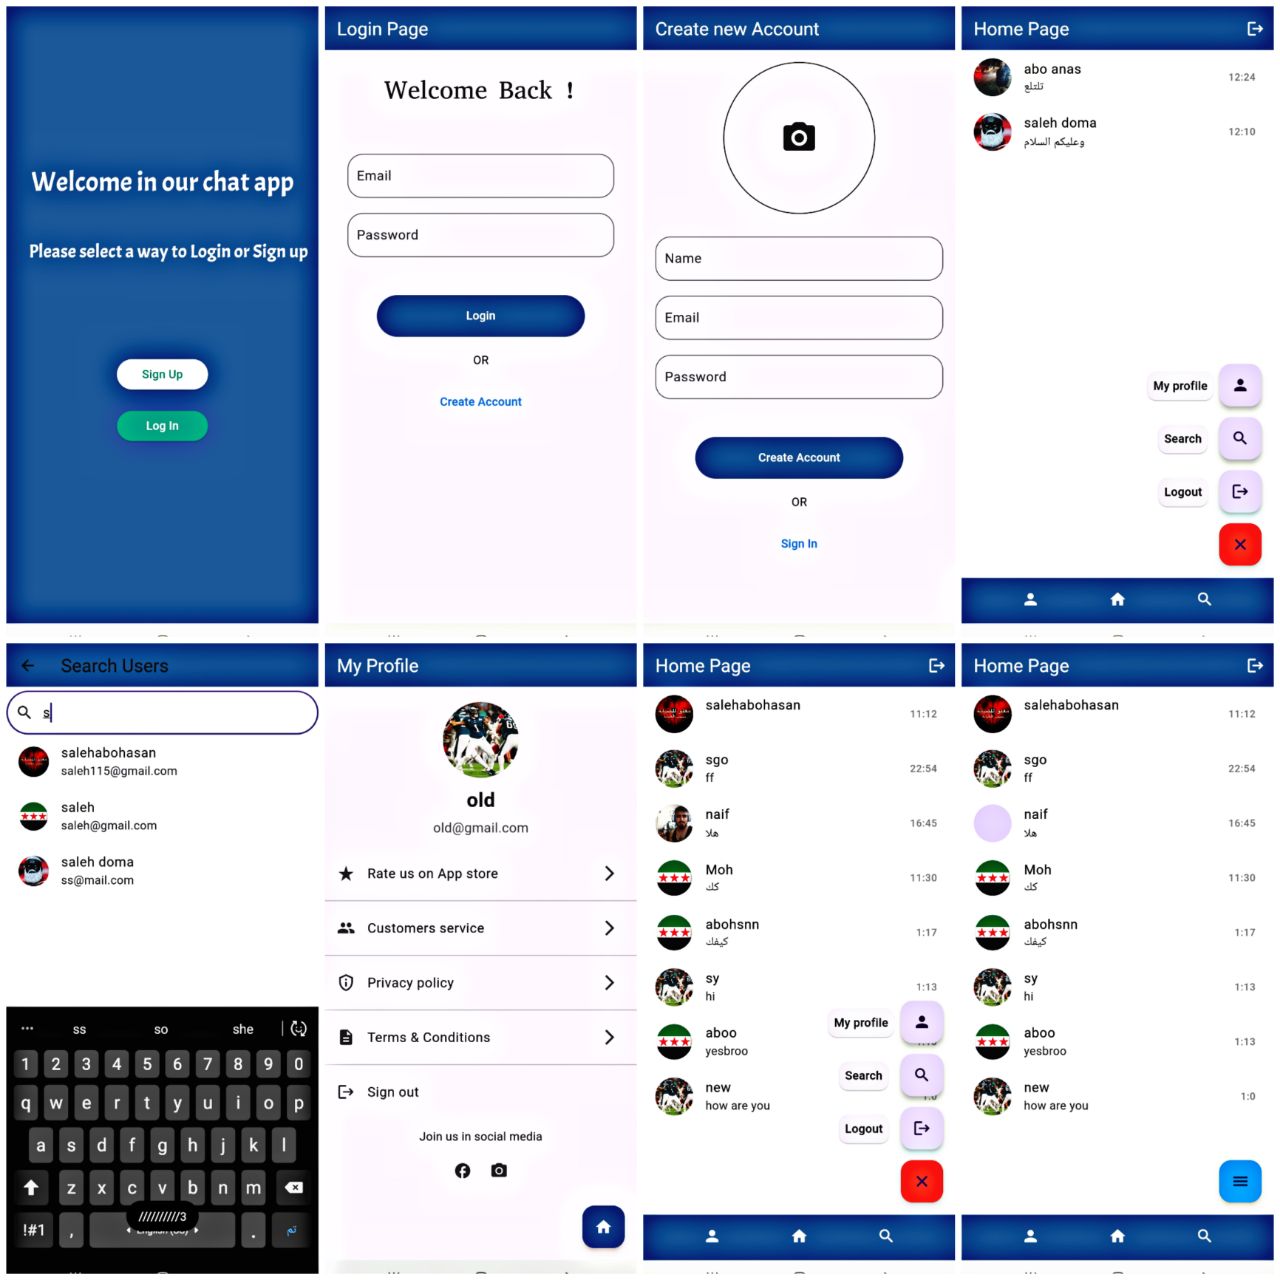 Welcome in our chat app
Please select a way to Login or Sign up
Sign Up
Log In
Login Page
Welcome Back !
Email
Password
Login
OR
Create Account
Create new Account
Name
Email
Password
Create Account
OR
Sign In
Home Page
abo anas
تلتلع
12:24
saleh doma
وعليكم السلام
12:10
My profile
Search
Logout
Search Users
s
salehabohasan
saleh115@gmail.com
saleh
saleh@gmail.com
saleh doma
ss@mail.com
ss so she
1 2 3 4 5 6 7 8 9 0
q w e r t y u i o p
a s d f g h j k l
z x c v b n m
//////////3
!#1 , . تم
My Profile
old
old@gmail.com
Rate us on App store
Customers service
Privacy policy
Terms & Conditions
Sign out
Join us in social media
Home Page
salehabohasan
11:12
sgo
ff
22:54
naif
هلا
16:45
Moh
كك
11:30
abohsnn
كيفك
1:17
sy
hi
1:13
aboo
yesbroo
new
how are you
My profile
Search
Logout
Home Page
salehabohasan
11:12
sgo
ff
22:54
naif
هلا
16:45
Moh
كك
11:30
abohsnn
كيفك
1:17
sy
hi
1:13
aboo
yesbroo
1:13
new
how are you
1:0